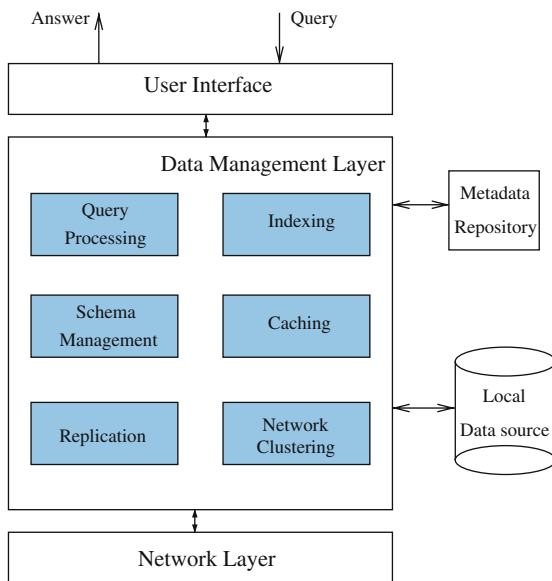 Answer
Query
User Interface
Data Management Layer
Query
Processing
Indexing
Metadata
Repository
Schema
Management
Caching
Local
Data source
Replication
Network
Clustering
Network Layer